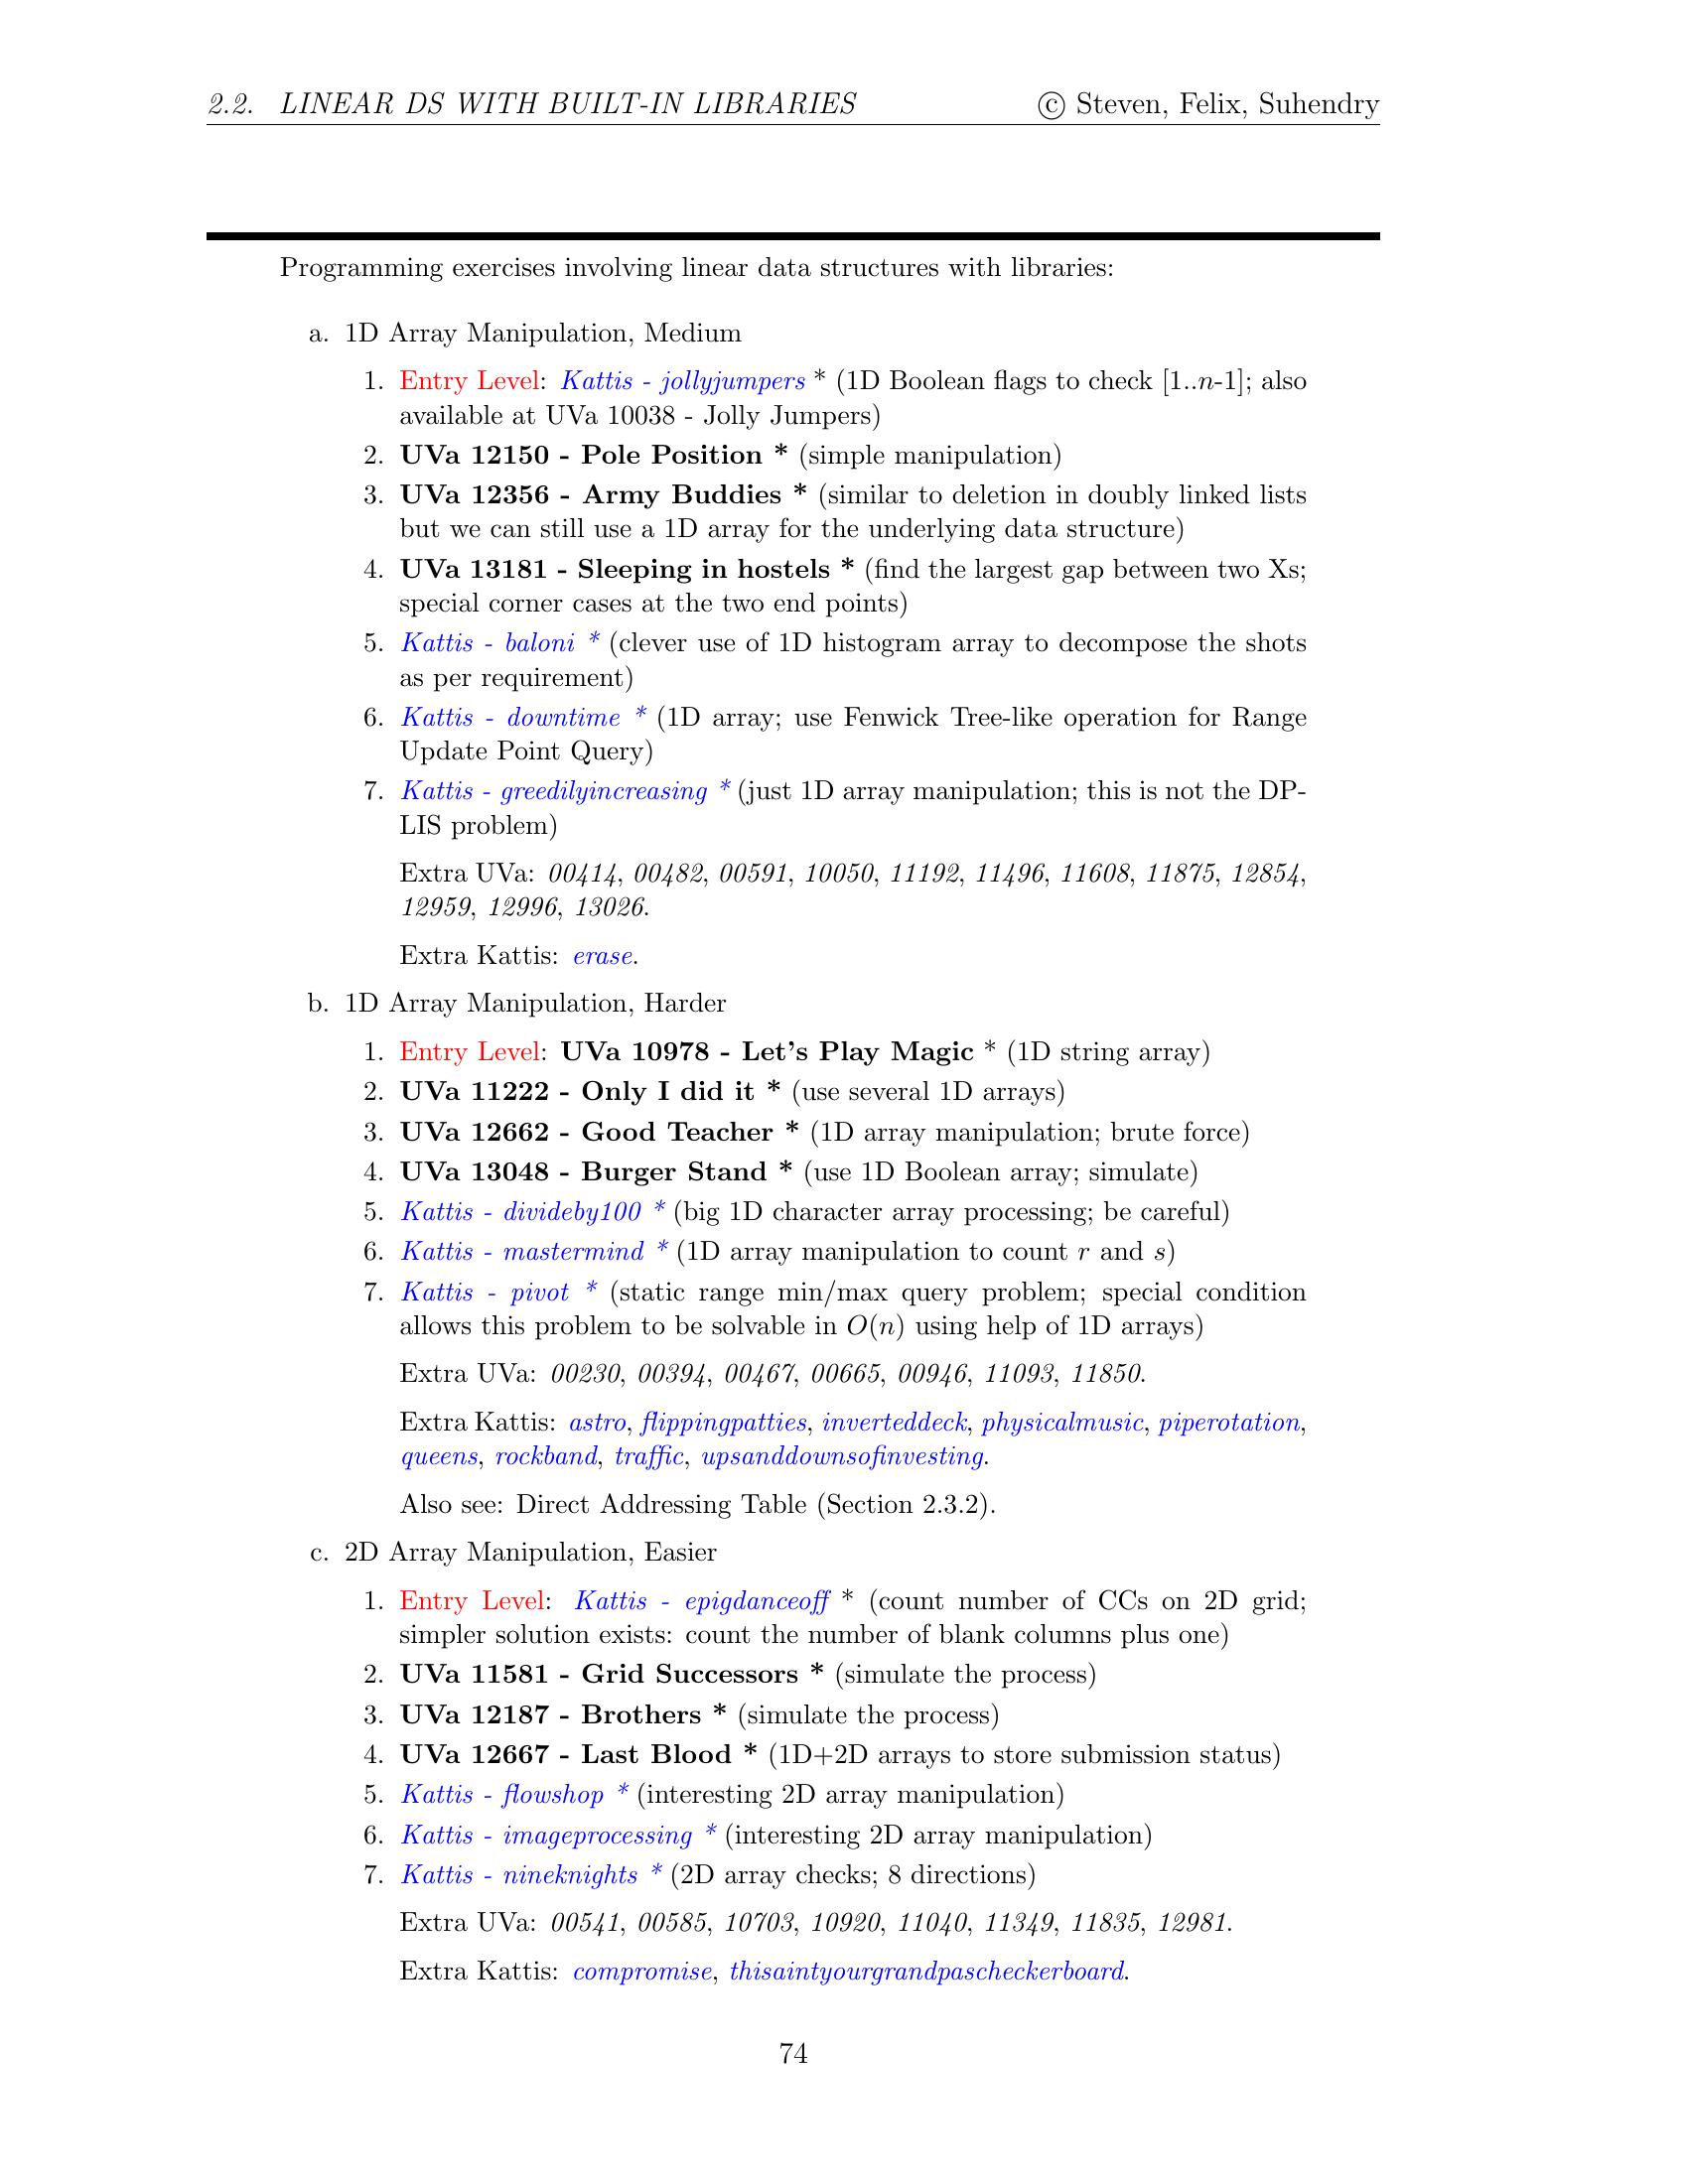 2.2. LINEAR DS WITH BUILT-IN LIBRARIES © Steven, Felix, Suhendry
Programming exercises involving linear data structures with libraries:
a. 1D Array Manipulation, Medium
1. Entry Level: Kattis - jollyjumpers * (1D Boolean flags to check [1..n-1]; also
available at UVa 10038 - Jolly Jumpers)
2. UVa 12150 - Pole Position * (simple manipulation)
3. UVa 12356 - Army Buddies * (similar to deletion in doubly linked lists
but we can still use a 1D array for the underlying data structure)
4. UVa 13181 - Sleeping in hostels * (find the largest gap between two Xs;
special corner cases at the two end points)
5. Kattis - baloni * (clever use of 1D histogram array to decompose the shots
as per requirement)
6. Kattis - downtime * (1D array; use Fenwick Tree-like operation for Range
Update Point Query)
7. Kattis - greedilyincreasing * (just 1D array manipulation; this is not the DP-
LIS problem)
Extra UVa: 00414, 00482, 00591, 10050, 11192, 11496, 11608, 11875, 12854,
12959, 12996, 13026.
Extra Kattis: erase.
b. 1D Array Manipulation, Harder
1. Entry Level: UVa 10978 - Let's Play Magic * (1D string array)
2. UVa 11222 - Only I did it * (use several 1D arrays)
3. UVa 12662 - Good Teacher * (1D array manipulation; brute force)
4. UVa 13048 - Burger Stand * (use 1D Boolean array; simulate)
5. Kattis - divideby100 * (big 1D character array processing; be careful)
6. Kattis - mastermind * (1D array manipulation to count r and s)
7. Kattis - pivot * (static range min/max query problem; special condition
allows this problem to be solvable in O(n) using help of 1D arrays)
Extra UVa: 00230, 00394, 00467, 00665, 00946, 11093, 11850.
Extra Kattis: astro, flippingpatties, inverteddeck, physicalmusic, piperotation,
queens, rockband, traffic, upsanddownsofinvesting.
Also see: Direct Addressing Table (Section 2.3.2).
c. 2D Array Manipulation, Easier
1. Entry Level: Kattis - epigdanceoff * (count number of CCs on 2D grid;
simpler solution exists: count the number of blank columns plus one)
2. UVa 11581 - Grid Successors * (simulate the process)
3. UVa 12187 - Brothers * (simulate the process)
4. UVa 12667 - Last Blood * (1D+2D arrays to store submission status)
5. Kattis - flowshop * (interesting 2D array manipulation)
6. Kattis - imageprocessing * (interesting 2D array manipulation)
7. Kattis - nineknights * (2D array checks; 8 directions)
Extra UVa: 00541, 00585, 10703, 10920, 11040, 11349, 11835, 12981.
Extra Kattis: compromise, thisaintyourgrandpascheckerboard.
74